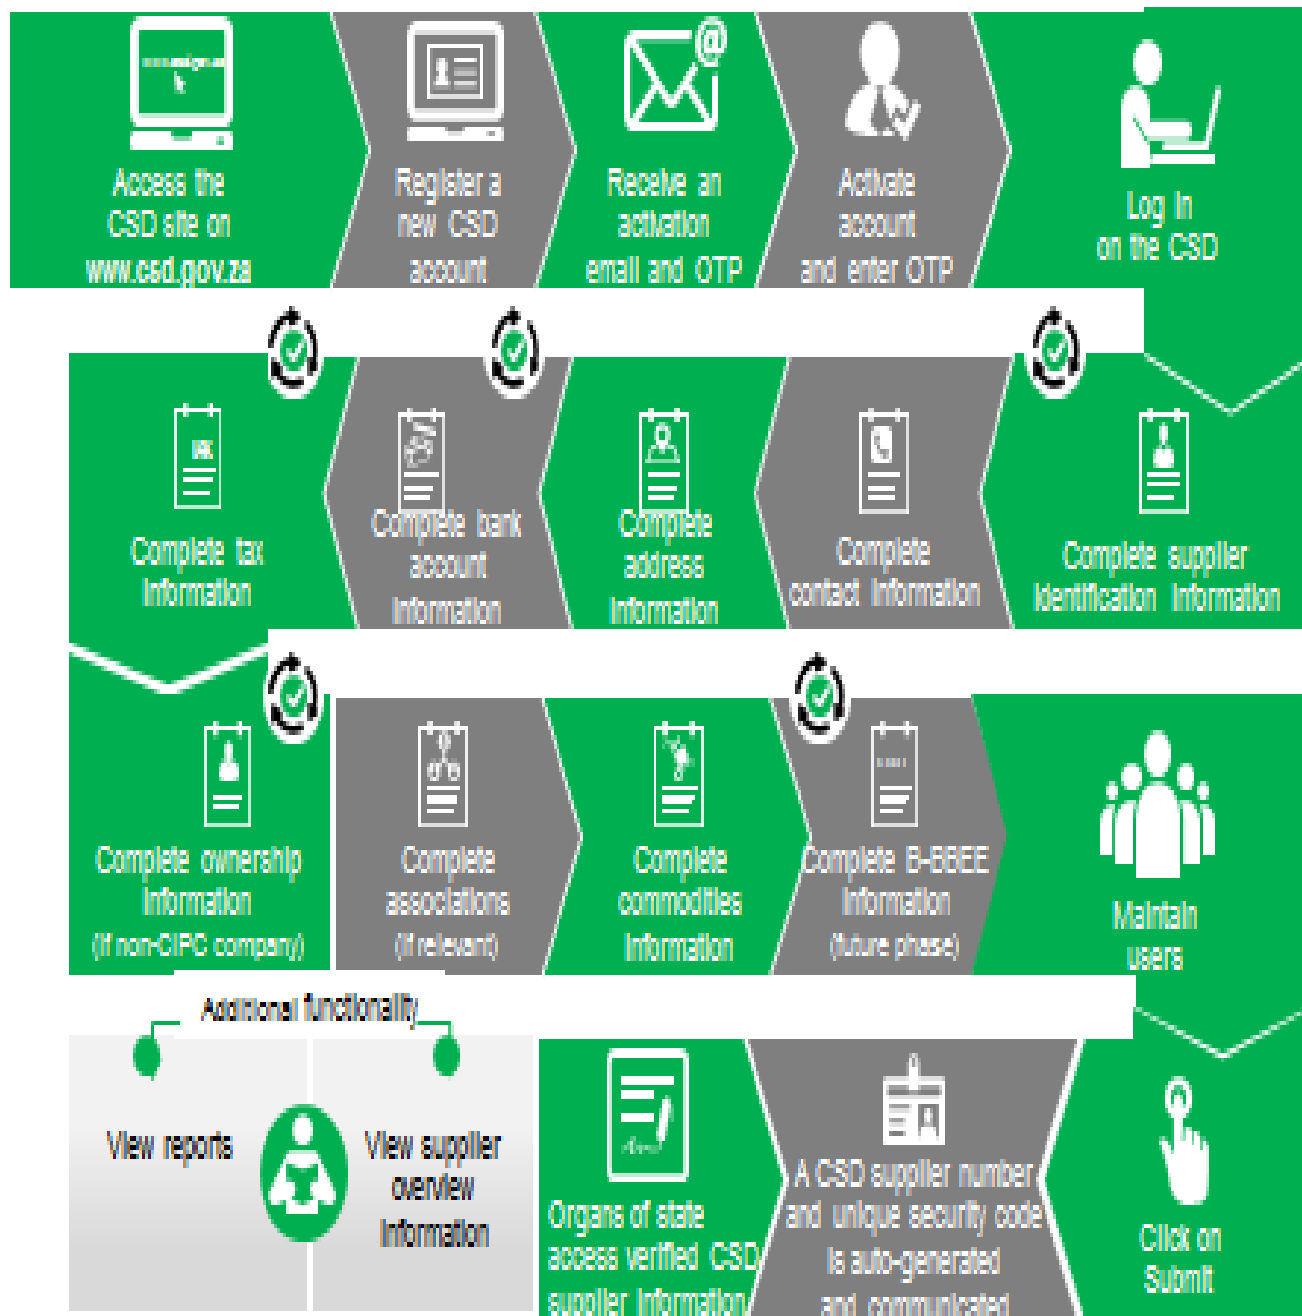 Access the
CSD site on
www.csd.gov.za
Register a
new CSD
account
Receive an
activation
email and OTP
Activate
account
and enter OTP
Log in
on the CSD
Complete tax
information
Complete bank
account
information
Complete
address
information
Complete
contact information
Complete supplier
identification information
Complete ownership
information
(if non-CIPC company)
Complete
associations
(if relevant)
Complete
commodities
information
Complete B-BBEE
information
(future phase)
Maintain
users
Additional functionality
View reports
View supplier
overview
information
Organs of state
access verified CSD
supplier information
A CSD supplier number
and unique security code
is auto-generated
and communicated
Click on
Submit